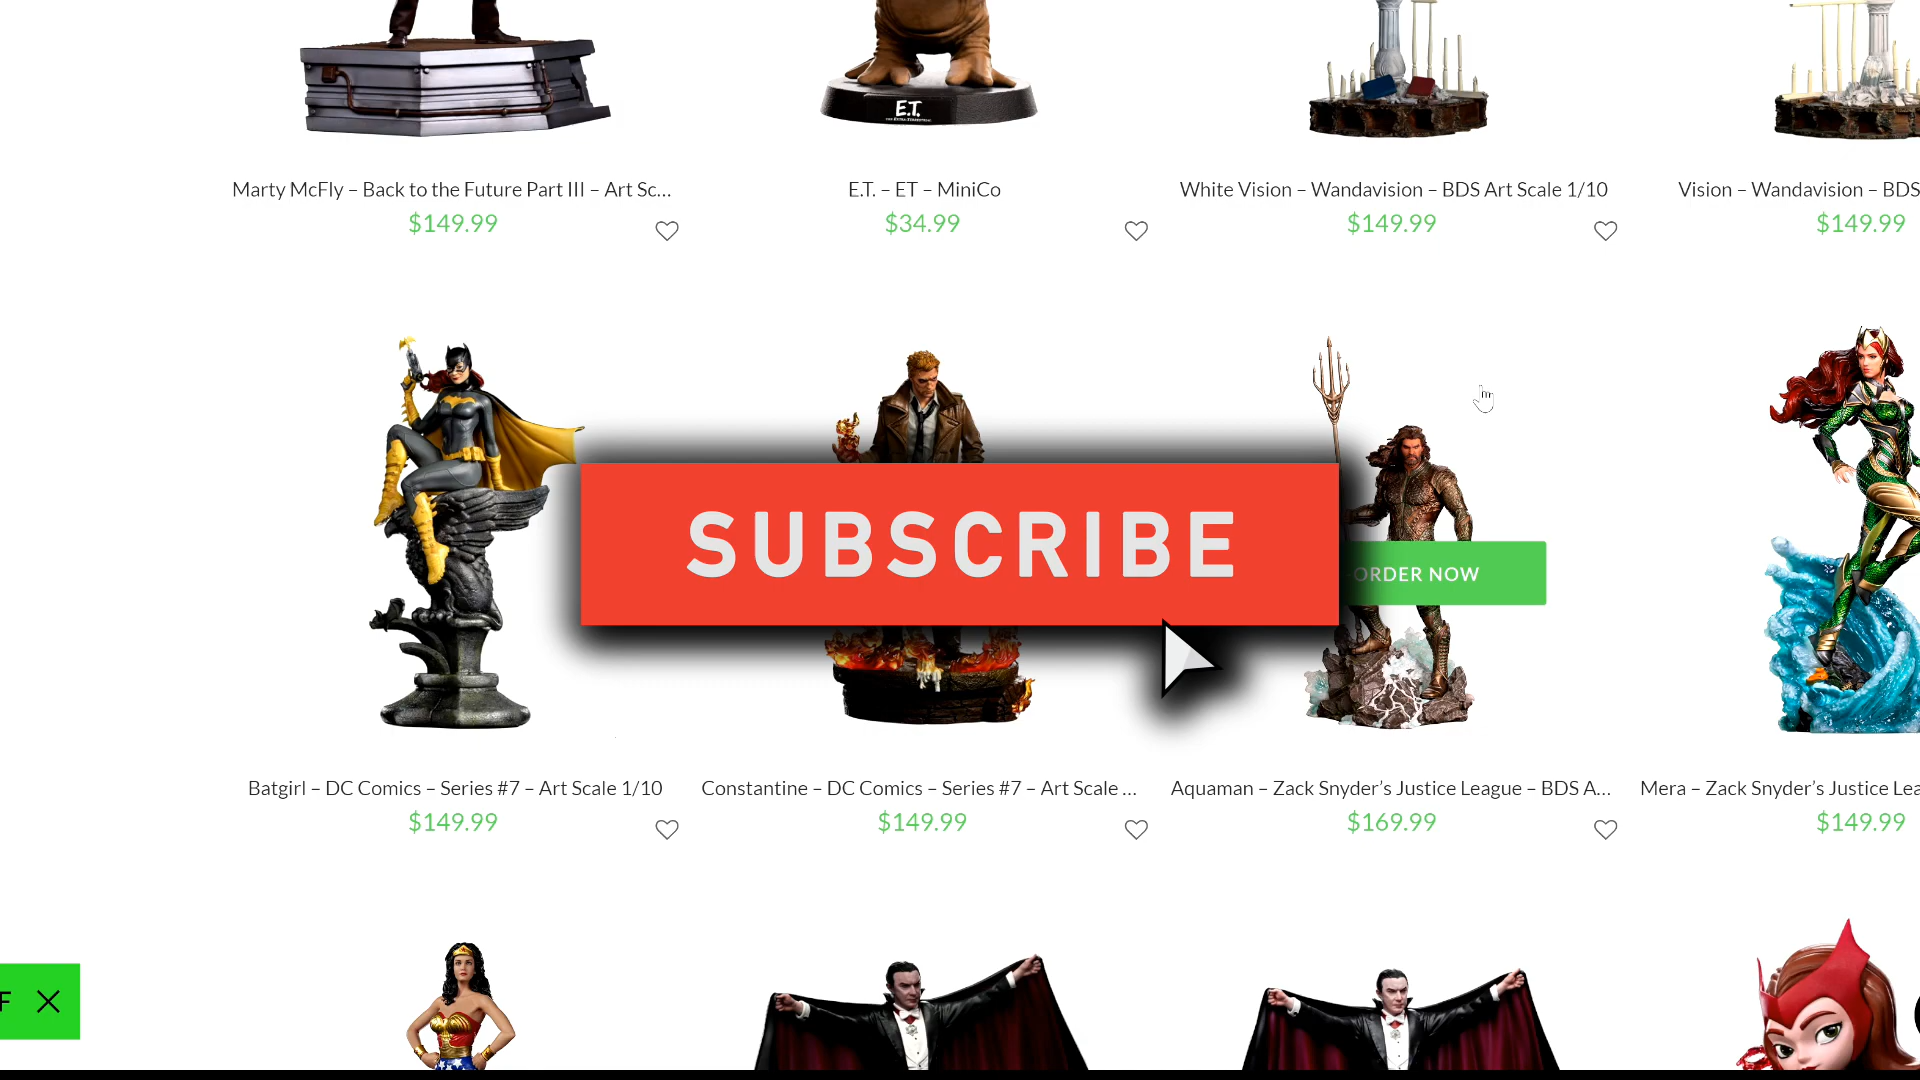 E.T.
Marty McFly – Back to the Future Part III – Art Sc...
E.T. – ET – MiniCo
White Vision – Wandavision – BDS Art Scale 1/10
Vision – Wandavision – BDS
$149.99
$34.99
$149.99
$149.99
SUBSCRIBE
ORDER NOW
Batgirl – DC Comics – Series #7 – Art Scale 1/10
Constantine – DC Comics – Series #7 – Art Scale ...
Aquaman – Zack Snyder’s Justice League – BDS A...
Mera – Zack Snyder’s Justice Lea
$149.99
$149.99
$169.99
$149.99
F